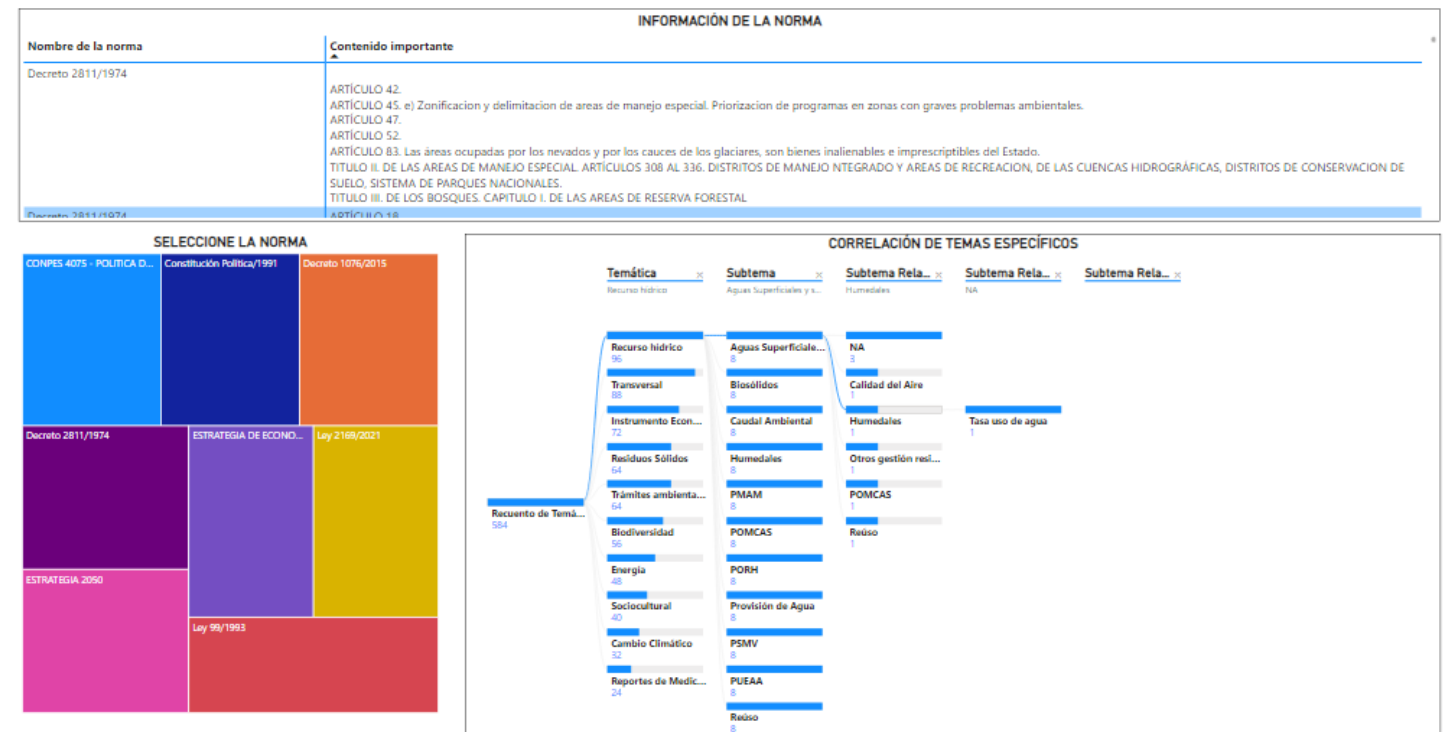 INFORMACIÓN DE LA NORMA
Nombre de la norma
Contenido importante
Decreto 2811/1974
ARTÍCULO 42.
ARTÍCULO 45. e) Zonificacion y delimitacion de areas de manejo especial. Priorizacion de programas en zonas con graves problemas ambientales.
ARTÍCULO 47.
ARTÍCULO 52.
ARTÍCULO 83. Las áreas ocupadas por los nevados y por los cauces de los glaciares, son bienes inalienables e imprescriptibles del Estado.
TITULO II. DE LAS AREAS DE MANEJO ESPECIAL. ARTÍCULOS 308 AL 336. DISTRITOS DE MANEJO NTEGRADO Y AREAS DE RECREACION, DE LAS CUENCAS HIDROGRÁFICAS, DISTRITOS DE CONSERVACION DE
SUELO, SISTEMA DE PARQUES NACIONALES.
TITULO III. DE LOS BOSQUES. CAPITULO I. DE LAS AREAS DE RESERVA FORESTAL
Decreto 2811/1974
ARTÍCULO 18.
SELECCIONE LA NORMA
CONPES 4075 - POLITICA D...
Constitución Política/1991
Decreto 1076/2015
Decreto 2811/1974
ESTRATEGIA DE ECONO...
Ley 2169/2021
ESTRATEGIA 2050
Ley 99/1993
CORRELACIÓN DE TEMAS ESPECÍFICOS
Temática
Subtema
Subtema Rela...
Subtema Rela...
Subtema Rela...
Recurso hídrico
Aguas Superficiales y s...
Humedales
NA
Recuento de Temá...
584
Recurso hídrico
96
Transversal
88
Instrumento Econ...
72
Residuos Sólidos
64
Trámites ambienta...
64
Biodiversidad
56
Energía
48
Sociocultural
40
Cambio Climático
32
Reportes de Medic...
24
Aguas Superficiale...
8
Biosólidos
8
Caudal Ambiental
8
Humedales
8
PMAM
8
POMCAS
8
PORH
8
Provisión de Agua
8
PSMV
8
PUEAA
8
Reúso
8
NA
3
Calidad del Aire
1
Humedales
1
Otros gestión resi...
1
POMCAS
1
Reúso
1
Tasa uso de agua
1